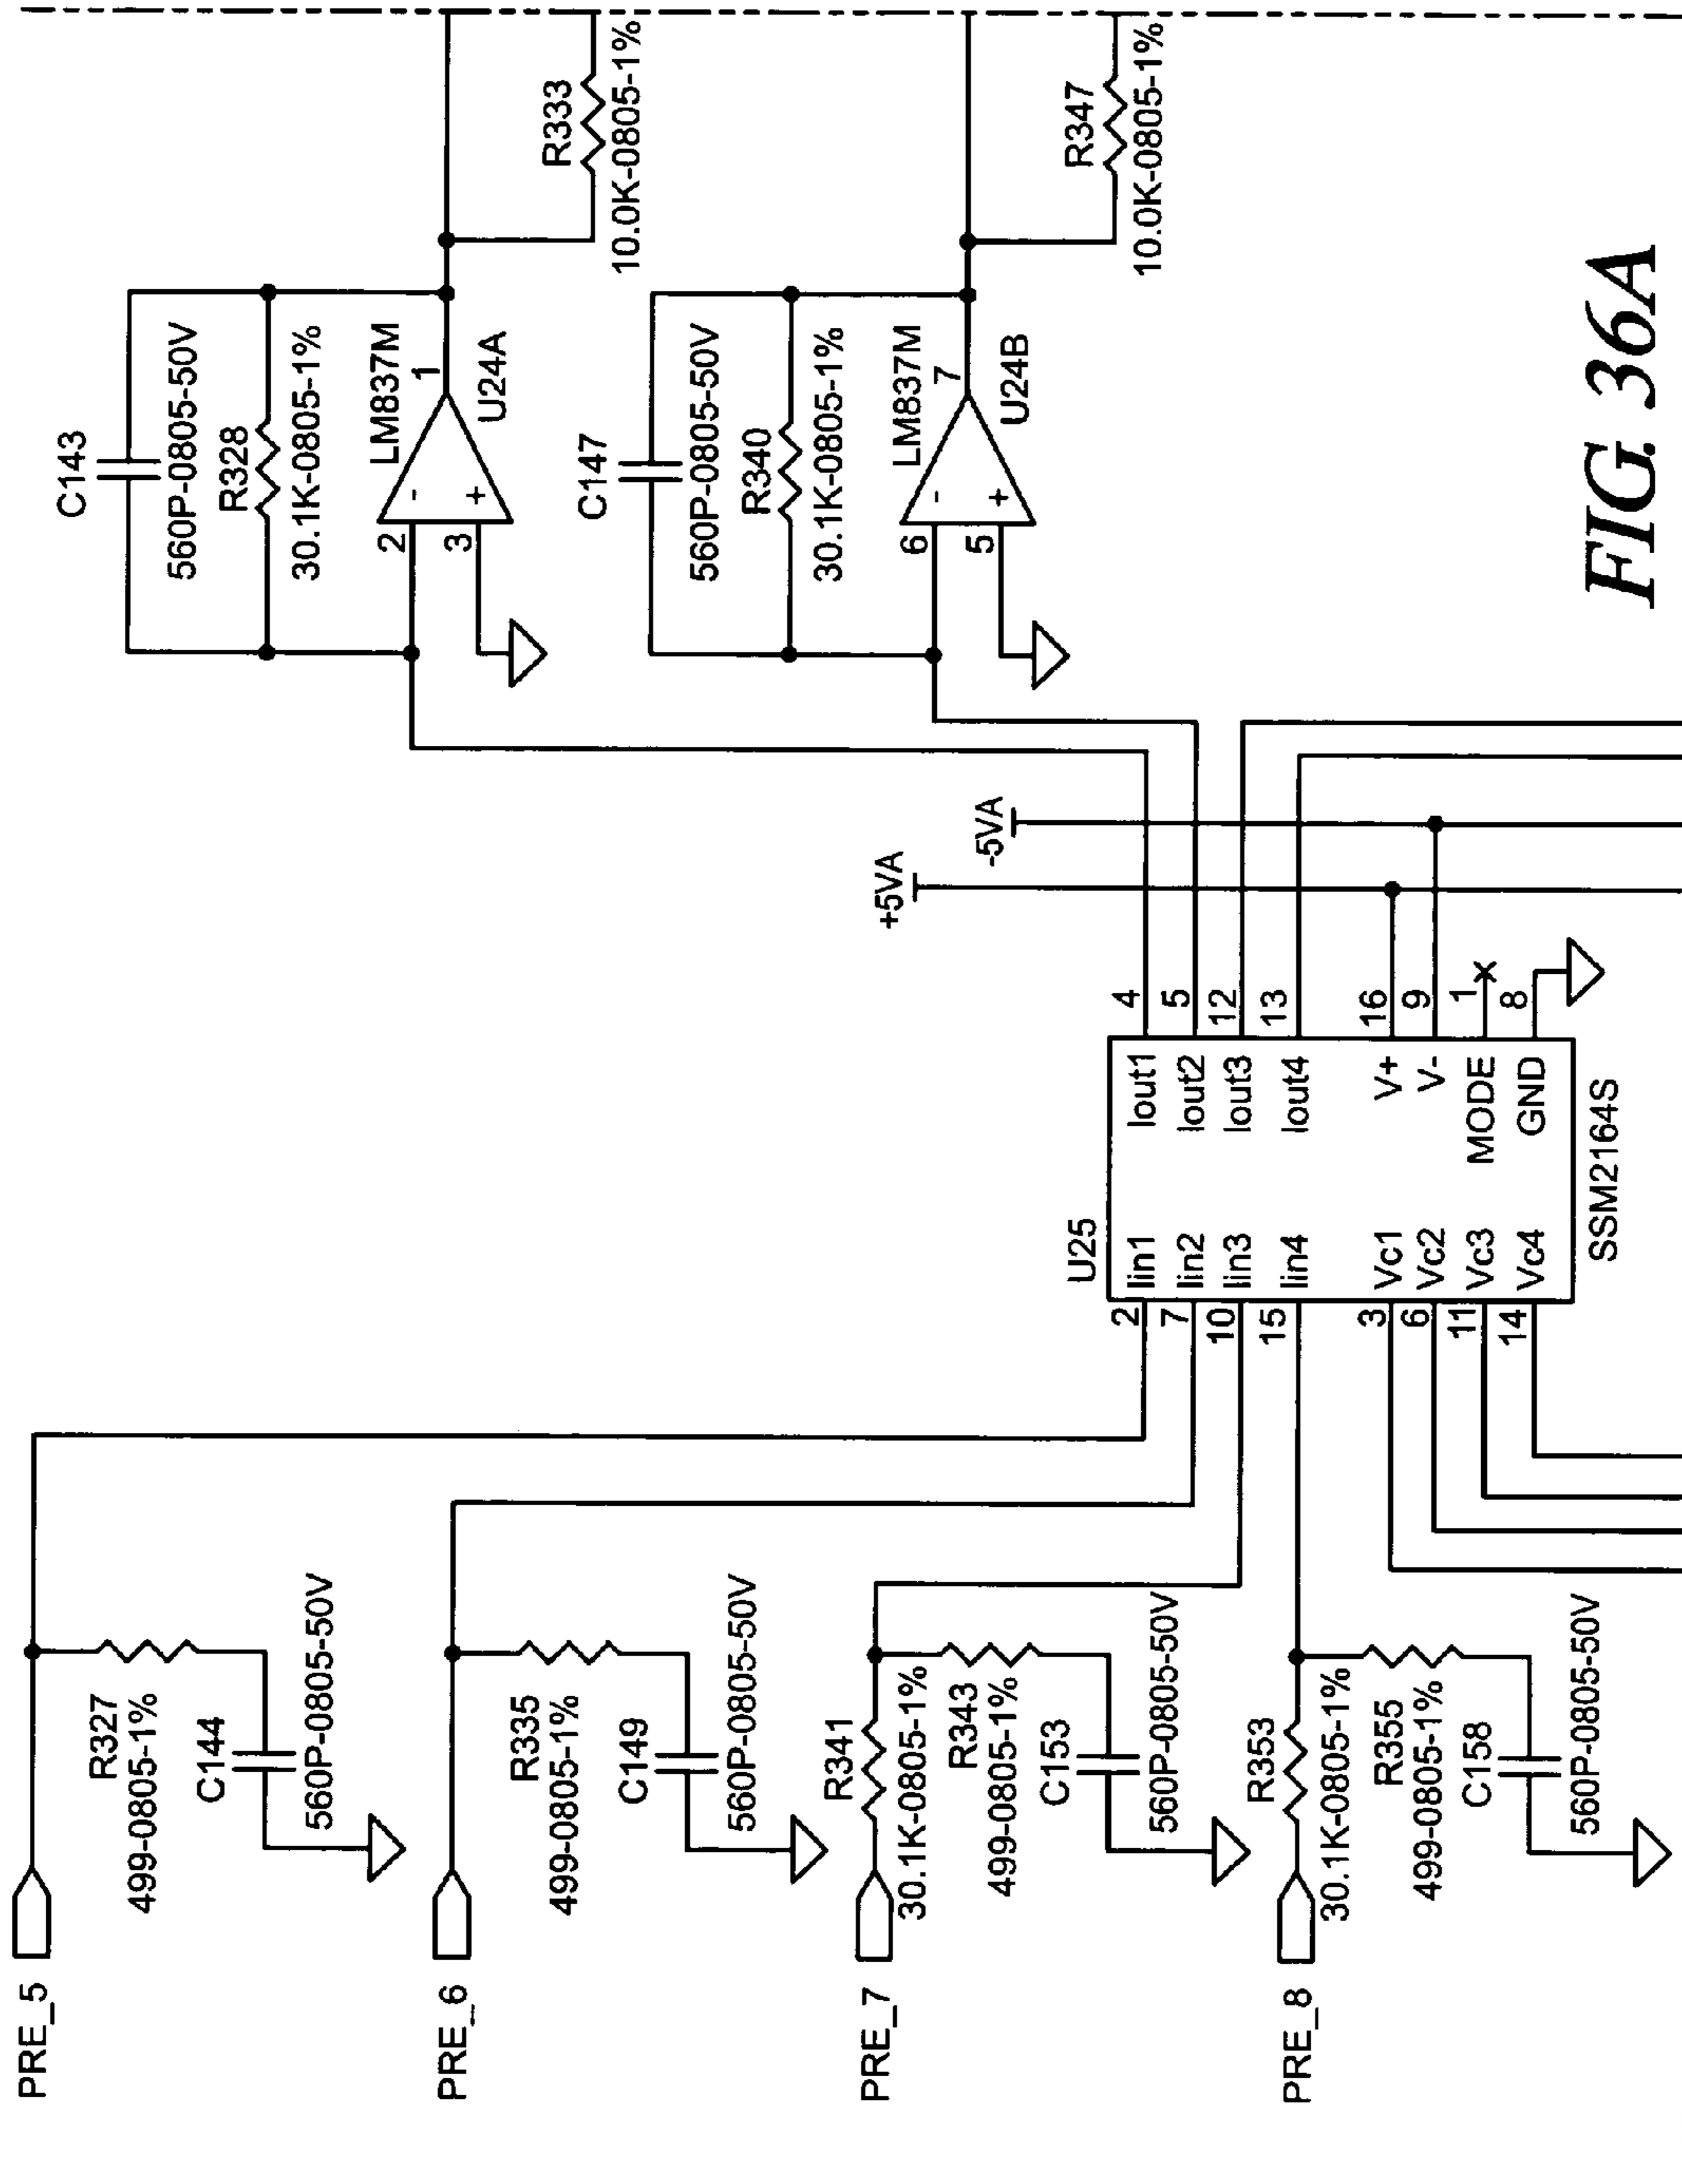 PRE_5
R327
499-0805-1%
C144
560P-0805-50V
PRE_6
R335
499-0805-1%
C149
560P-0805-50V
PRE_7
R341
30.1K-0805-1%
R343
499-0805-1%
C153
560P-0805-50V
PRE_8
R353
30.1K-0805-1%
R355
499-0805-1%
C158
560P-0805-50V
U25
2 Iin1 Iout1 4
7 Iin2 Iout2 5
10 Iin3 Iout3 12
15 Iin4 Iout4 13
3 Vc1 V+ 16
6 Vc2 V- 9
11 Vc3 MODE 1
14 Vc4 GND 8
SSM2164S
+5VA
-5VA
C143
560P-0805-50V
R328
30.1K-0805-1%
LM837M
2 - 1
3 +
U24A
R333
10.0K-0805-1%
C147
560P-0805-50V
R340
30.1K-0805-1%
LM837M
6 - 7
5 +
U24B
R347
10.0K-0805-1%
FIG. 36A